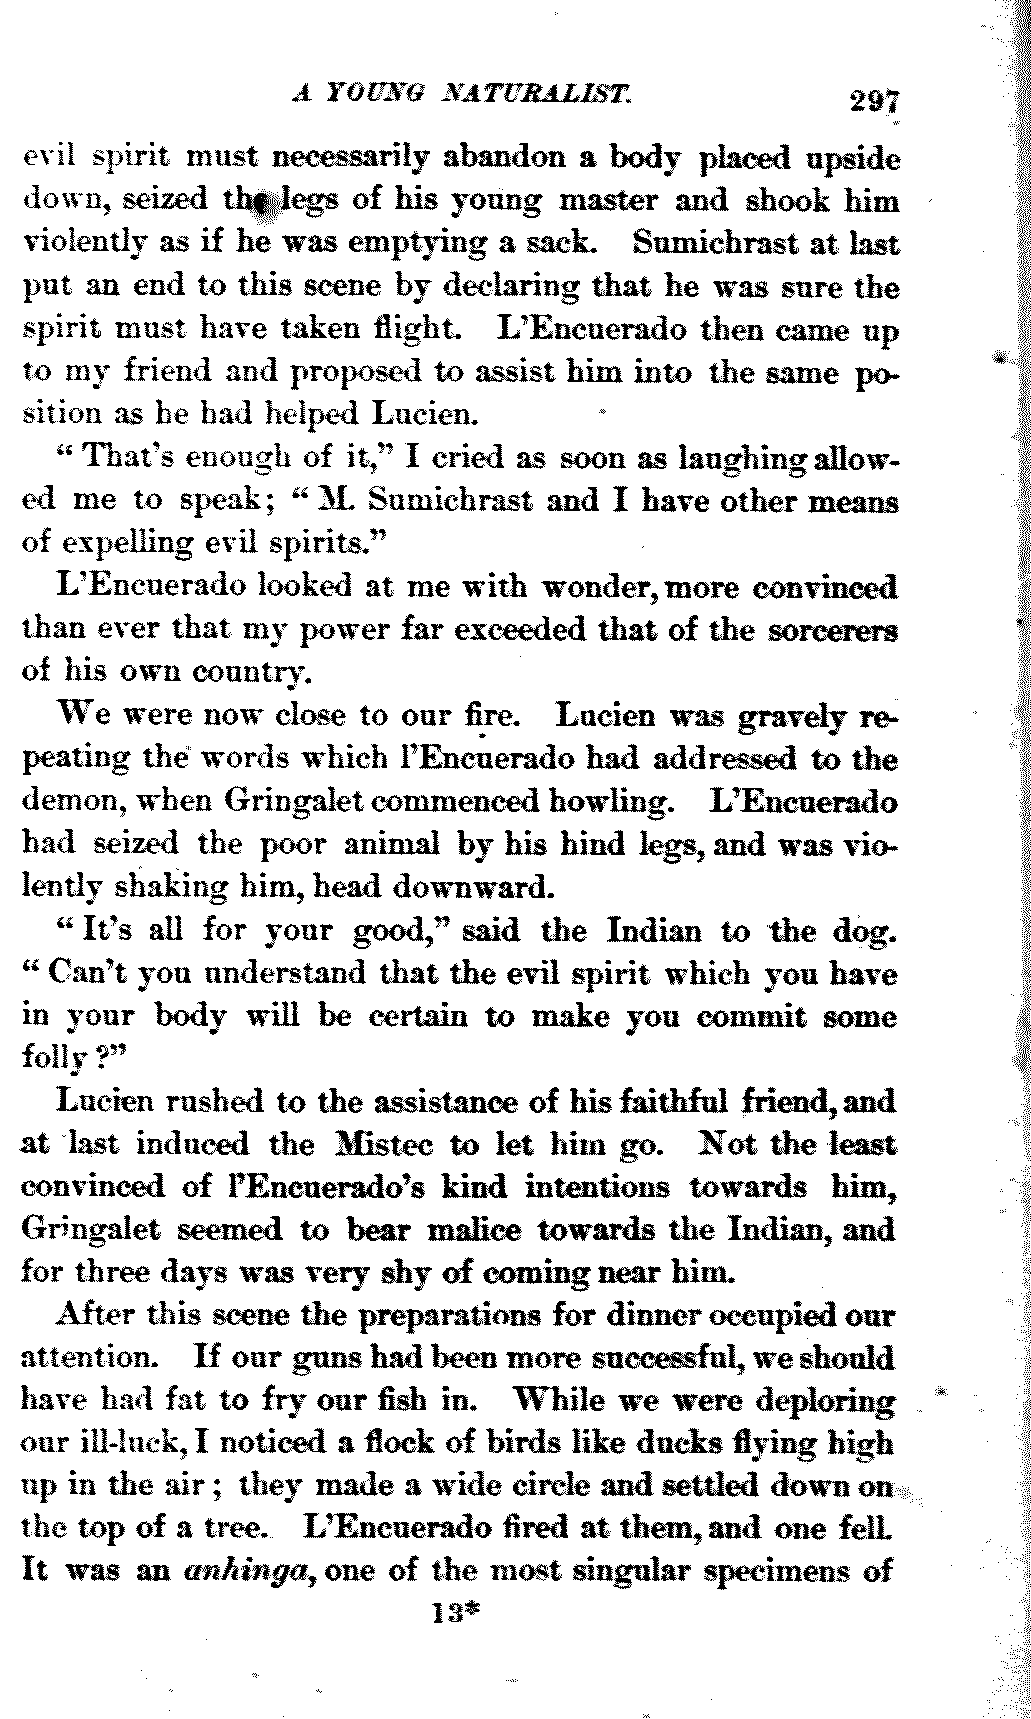 A YOUNG NATURALIST. 297
evil spirit must necessarily abandon a body placed upside
down, seized the legs of his young master and shook him
violently as if he was emptying a sack. Sumichrast at last
put an end to this scene by declaring that he was sure the
spirit must have taken flight. L'Encuerado then came up
to my friend and proposed to assist him into the same po-
sition as he had helped Lucien.
“That's enough of it,” I cried as soon as laughing allow-
ed me to speak; “M. Sumichrast and I have other means
of expelling evil spirits.”
L'Encuerado looked at me with wonder, more convinced
than ever that my power far exceeded that of the sorcerers
of his own country.
We were now close to our fire. Lucien was gravely re-
peating the words which l'Encuerado had addressed to the
demon, when Gringalet commenced howling. L'Encuerado
had seized the poor animal by his hind legs, and was vio-
lently shaking him, head downward.
“It's all for your good,” said the Indian to the dog.
“Can't you understand that the evil spirit which you have
in your body will be certain to make you commit some
folly?”
Lucien rushed to the assistance of his faithful friend, and
at last induced the Mistec to let him go. Not the least
convinced of l'Encuerado's kind intentions towards him,
Gringalet seemed to bear malice towards the Indian, and
for three days was very shy of coming near him.
After this scene the preparations for dinner occupied our
attention. If our guns had been more successful, we should
have had fat to fry our fish in. While we were deploring
our ill-luck, I noticed a flock of birds like ducks flying high
up in the air; they made a wide circle and settled down on
the top of a tree. L'Encuerado fired at them, and one fell.
It was an anhinga, one of the most singular specimens of
13*